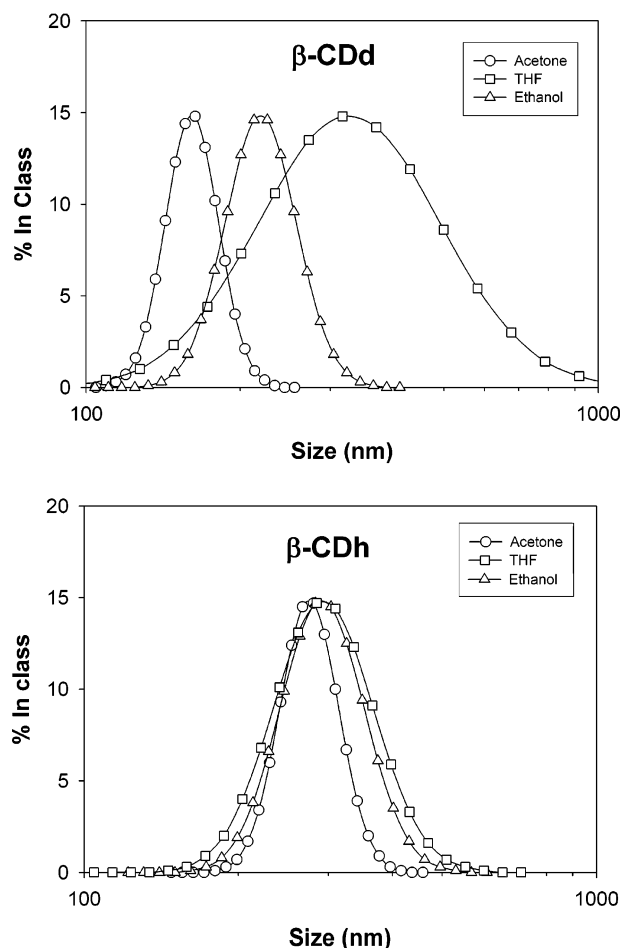 20
β-CDd
Acetone
THF
Ethanol
15
% In Class
10
5
0
100
1000
Size (nm)
20
β-CDh
Acetone
THF
Ethanol
15
% In class
10
5
0
100
1000
Size (nm)